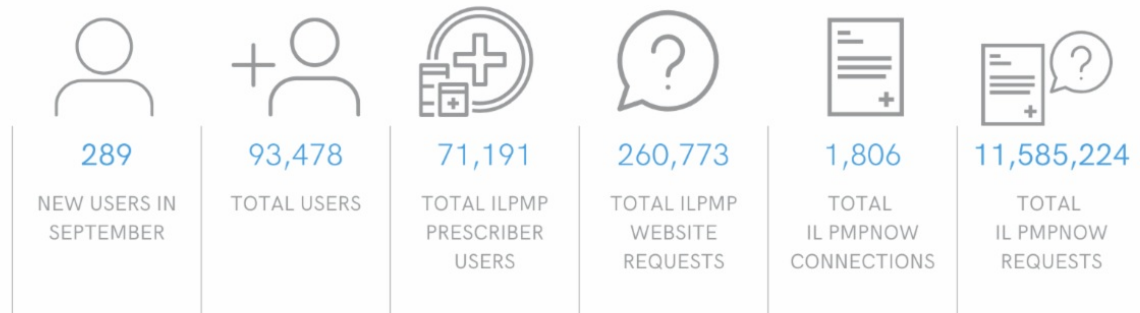 289
NEW USERS IN
SEPTEMBER
93,478
TOTAL USERS
71,191
TOTAL ILPMP
PRESCRIBER
USERS
260,773
TOTAL ILPMP
WEBSITE
REQUESTS
1,806
TOTAL
IL PMPNOW
CONNECTIONS
11,585,224
TOTAL
IL PMPNOW
REQUESTS